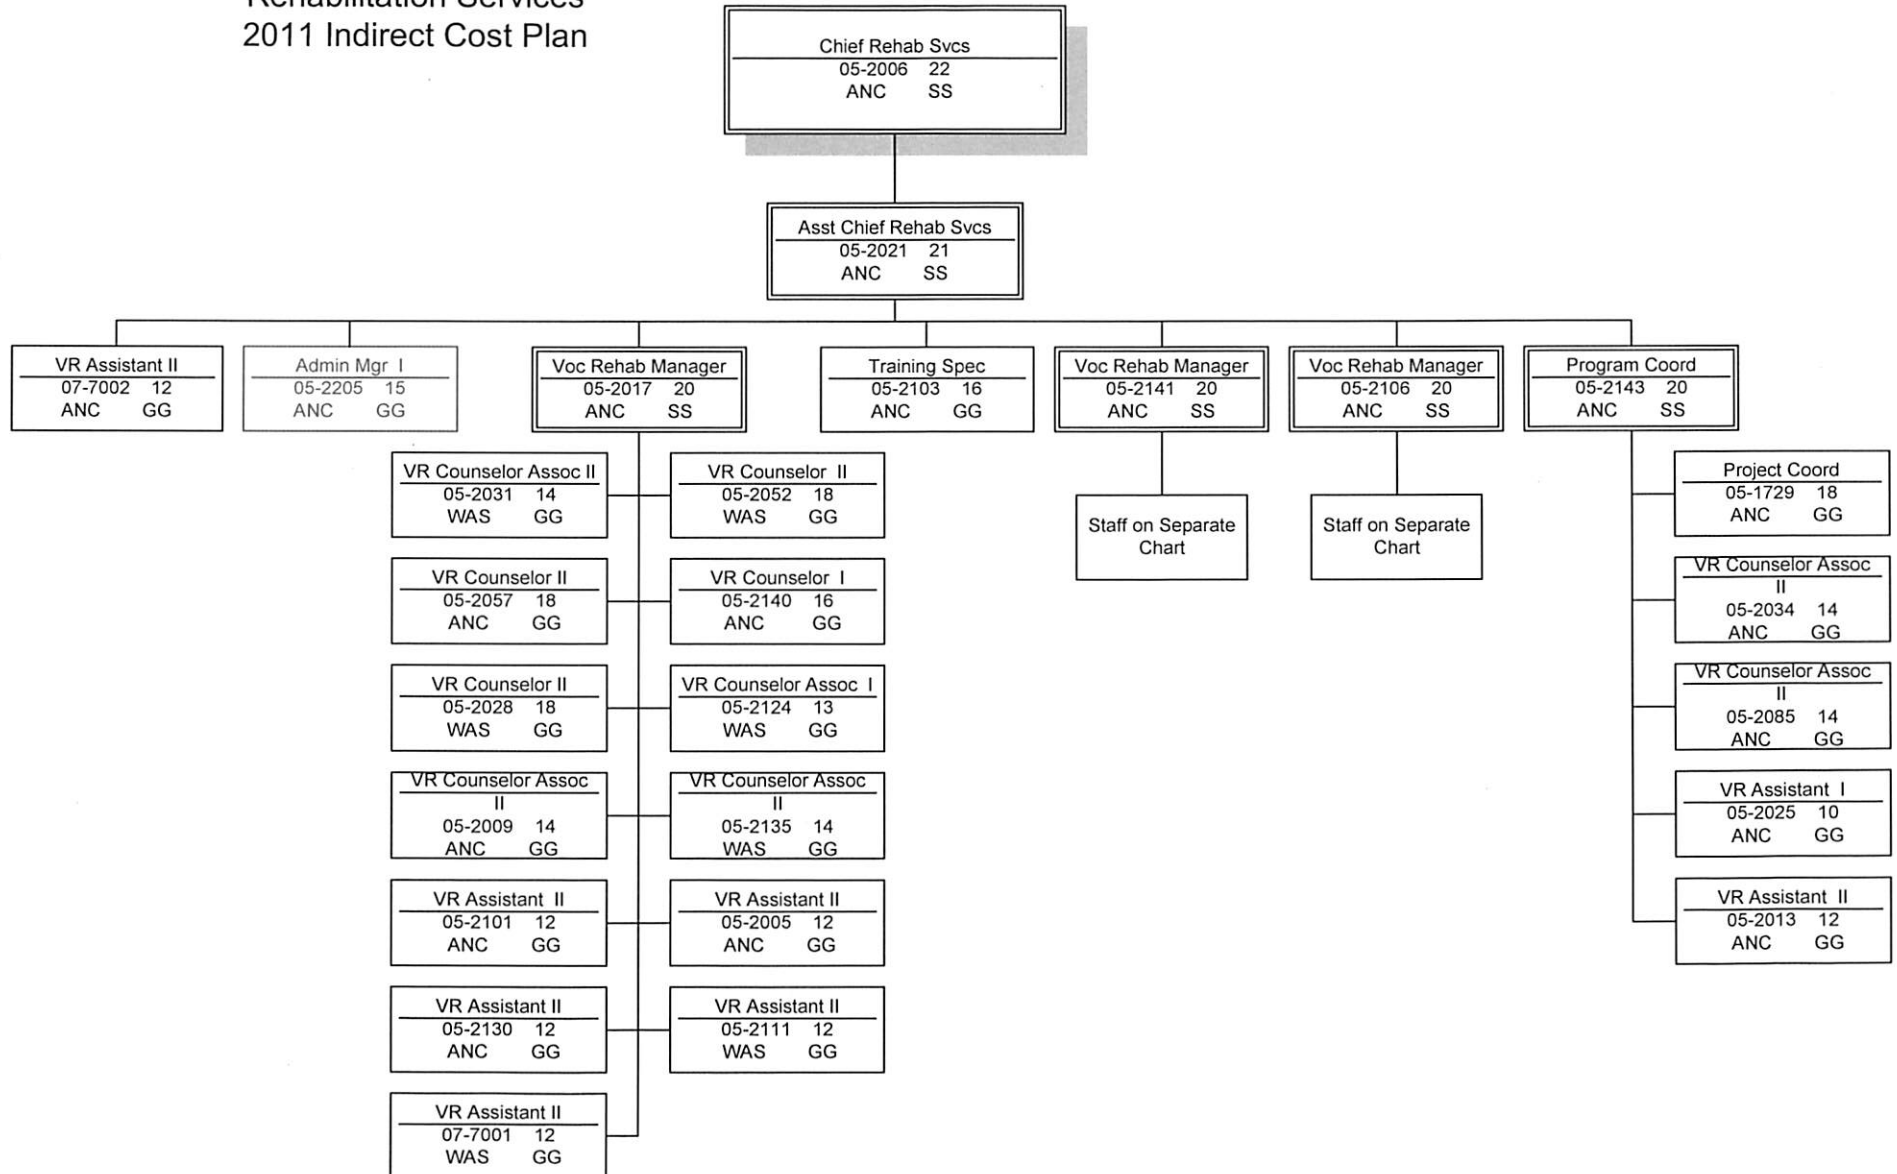 Rehabilitation Services
2011 Indirect Cost Plan
Chief Rehab Svcs
05-2006 22
ANC SS
Asst Chief Rehab Svcs
05-2021 21
ANC SS
VR Assistant II
07-7002 12
ANC GG
Admin Mgr I
05-2205 15
ANC GG
Voc Rehab Manager
05-2017 20
ANC SS
Training Spec
05-2103 16
ANC GG
Voc Rehab Manager
05-2141 20
ANC SS
Voc Rehab Manager
05-2106 20
ANC SS
Program Coord
05-2143 20
ANC SS
VR Counselor Assoc II
05-2031 14
WAS GG
VR Counselor II
05-2052 18
WAS GG
VR Counselor II
05-2057 18
ANC GG
VR Counselor I
05-2140 16
ANC GG
VR Counselor II
05-2028 18
WAS GG
VR Counselor Assoc I
05-2124 13
WAS GG
VR Counselor Assoc
II
05-2009 14
ANC GG
VR Counselor Assoc
II
05-2135 14
WAS GG
VR Assistant II
05-2101 12
ANC GG
VR Assistant II
05-2005 12
ANC GG
VR Assistant II
05-2130 12
ANC GG
VR Assistant II
05-2111 12
WAS GG
VR Assistant II
07-7001 12
WAS GG
Staff on Separate
Chart
Staff on Separate
Chart
Project Coord
05-1729 18
ANC GG
VR Counselor Assoc
II
05-2034 14
ANC GG
VR Counselor Assoc
II
05-2085 14
ANC GG
VR Assistant I
05-2025 10
ANC GG
VR Assistant II
05-2013 12
ANC GG